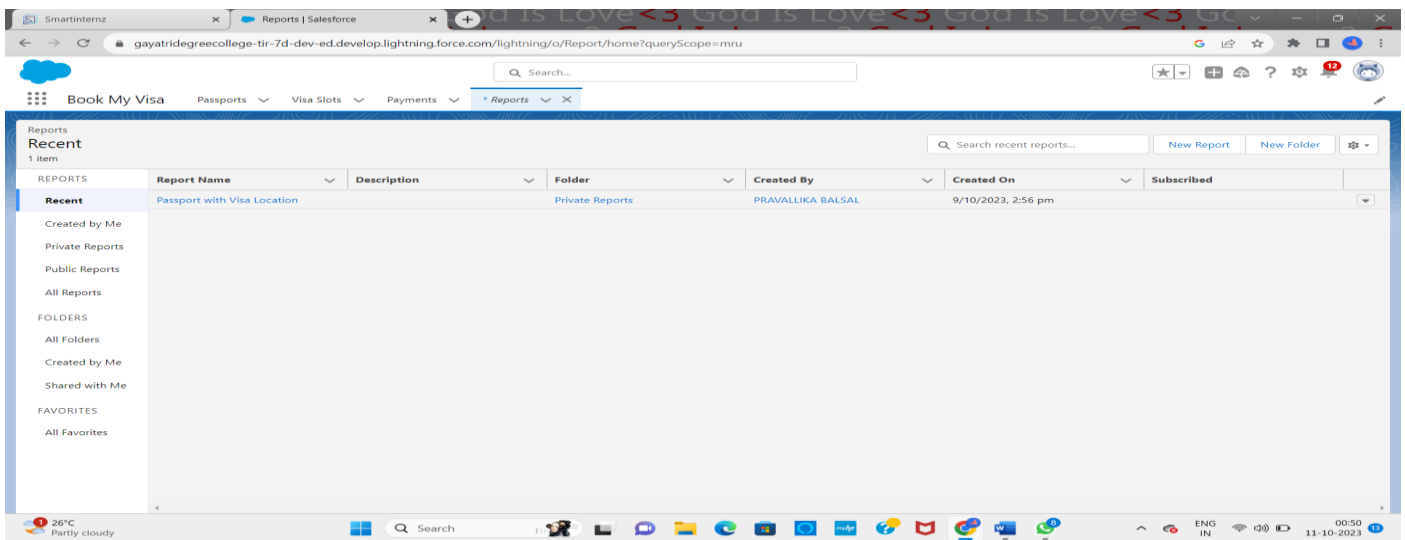 Smartinternz
Reports | Salesforce
God Is Love<3 God Is Love<3 God Is Love<3 Gc
gayatridegreecollege-tir-7d-dev-ed.develop.lightning.force.com/lightning/o/Report/home?queryScope=mru
Search...
12
Book My Visa Passports Visa Slots Payments * Reports
Reports
Recent
1 item
Search recent reports...
New Report New Folder
REPORTS
Report Name Description Folder Created By Created On Subscribed
Recent
Passport with Visa Location Private Reports PRAVALLIKA BALSAL 9/10/2023, 2:56 pm
Created by Me
Private Reports
Public Reports
All Reports
FOLDERS
All Folders
Created by Me
Shared with Me
FAVORITES
All Favorites
1
26°C
Partly cloudy
Search
8
ENG
IN
00:50
11-10-2023
13